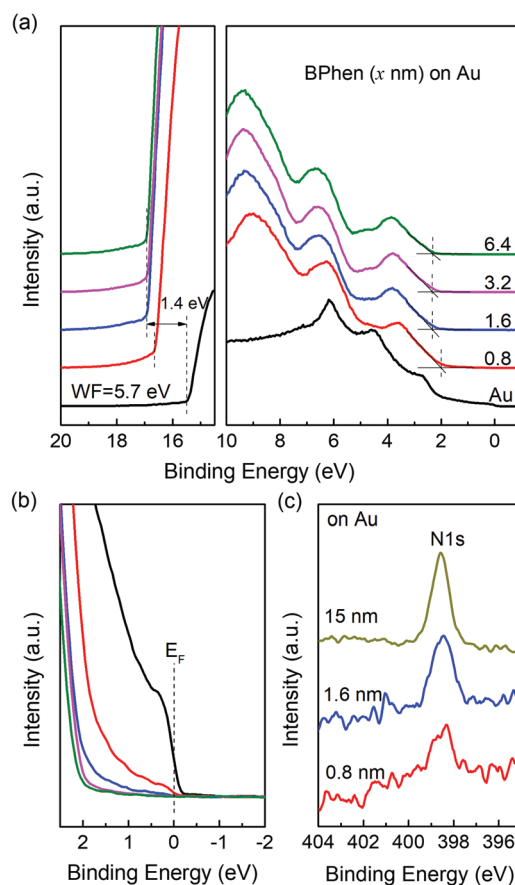 (a)
BPhen (x nm) on Au
Intensity (a.u.)
1.4 eV
WF=5.7 eV
6.4
3.2
1.6
0.8
Au
20 18 16 10 8 6 4 2 0
Binding Energy (eV)
(b)
Intensity (a.u.)
E_F
2 1 0 -1 -2
Binding Energy (eV)
(c)
on Au
N1s
Intensity (a.u.)
15 nm
1.6 nm
0.8 nm
404 402 400 398 396
Binding Energy (eV)